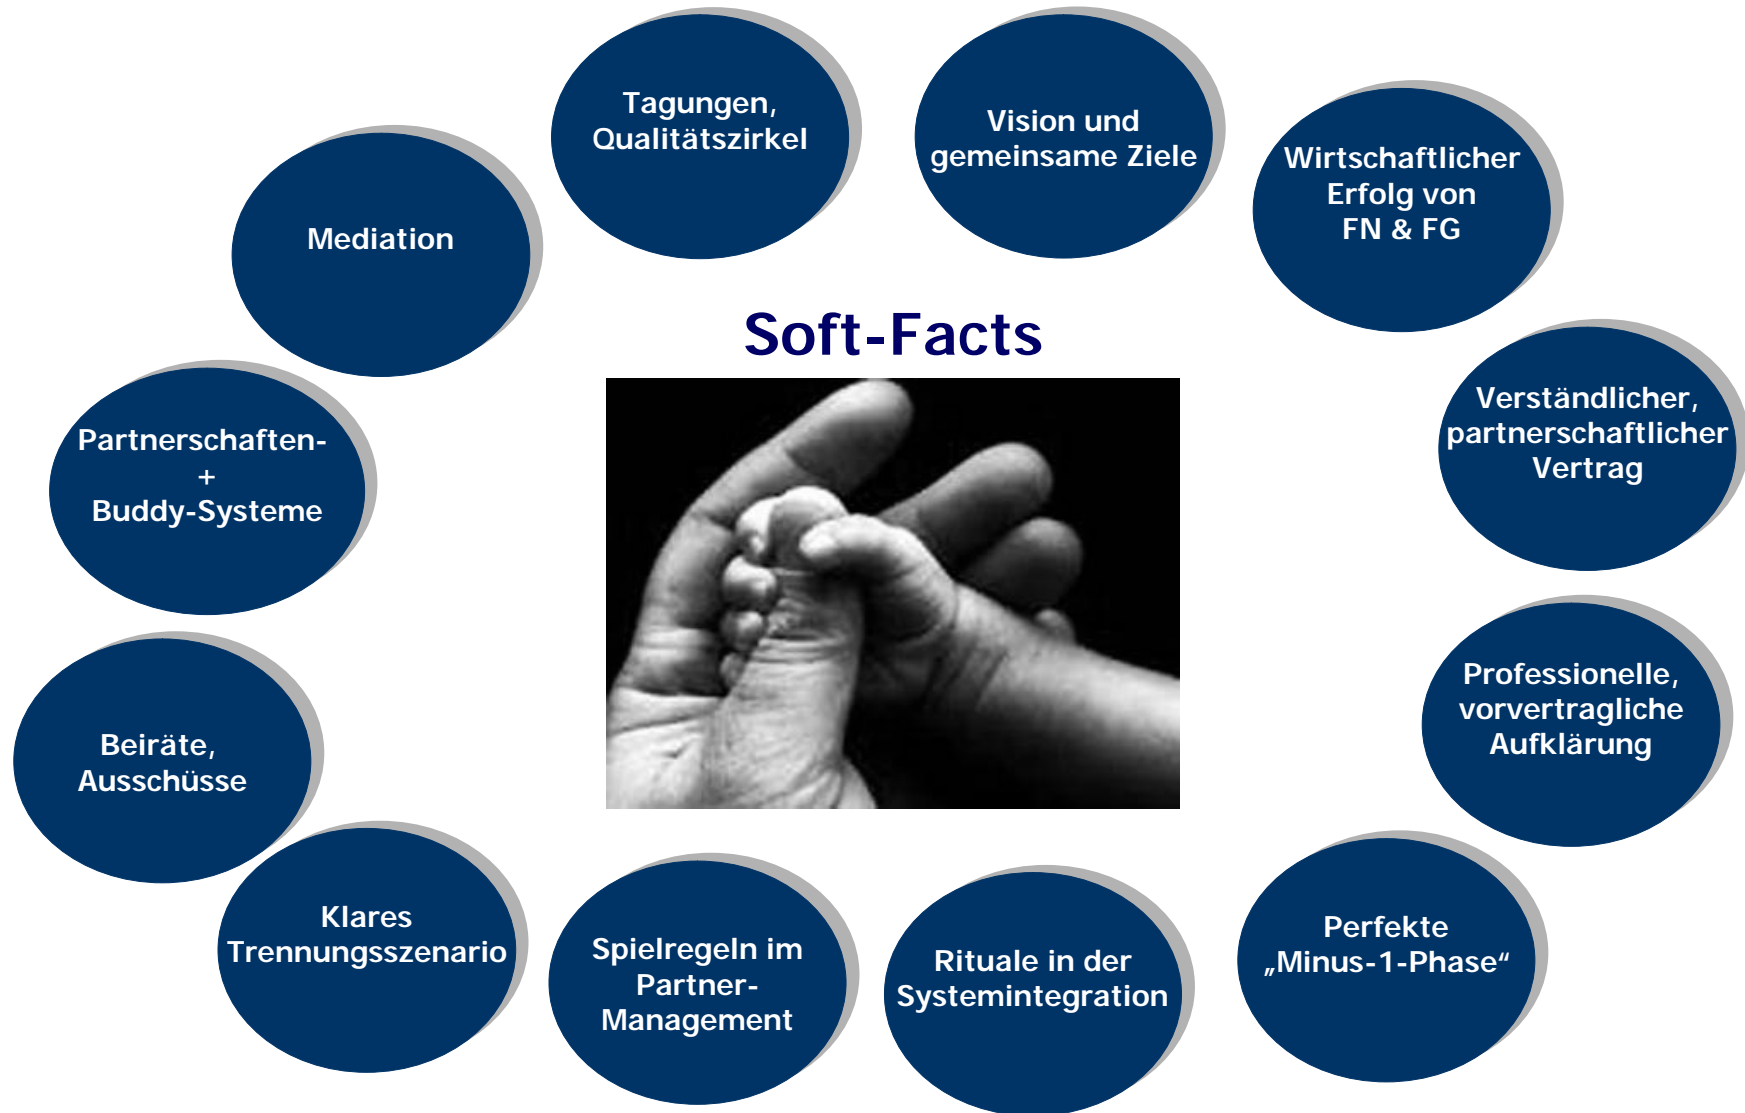 Tagungen,
Qualitätszirkel
Vision und
gemeinsame Ziele
Wirtschaftlicher
Erfolg von
FN & FG
Mediation
Soft-Facts
Verständlicher,
partnerschaftlicher
Vertrag
Partnerschaften-
+
Buddy-Systeme
Professionelle,
vorvertragliche
Aufklärung
Beiräte,
Ausschüsse
Klares
Trennungsszenario
Spielregeln im
Partner-
Management
Rituale in der
Systemintegration
Perfekte
„Minus-1-Phase“